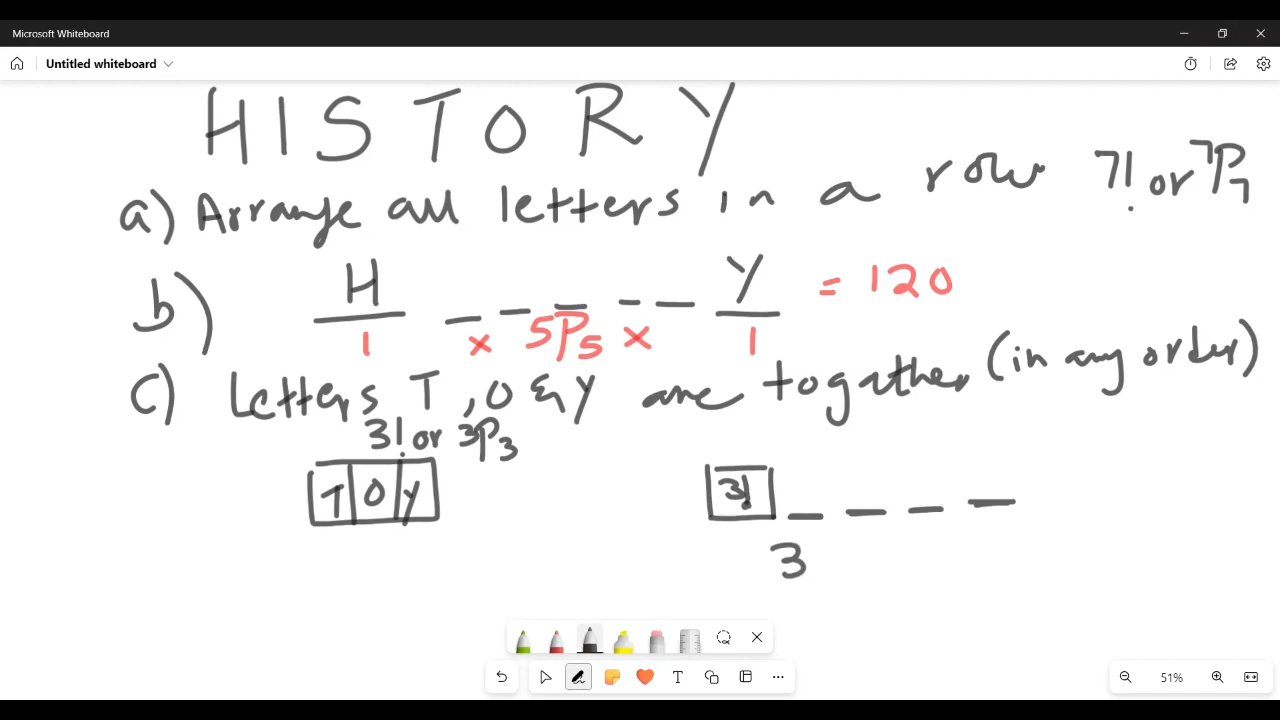 Microsoft Whiteboard
Untitled whiteboard
HISTORY
a) Arrange all letters in a row 7! or 7P7
b) H _ _ _ _ _ Y = 120
1 x 5P5 x 1
c) Letters T, O & Y are together (in any order)
3! or 3P3
T O Y 3! _ _ _ _
3
T
51%